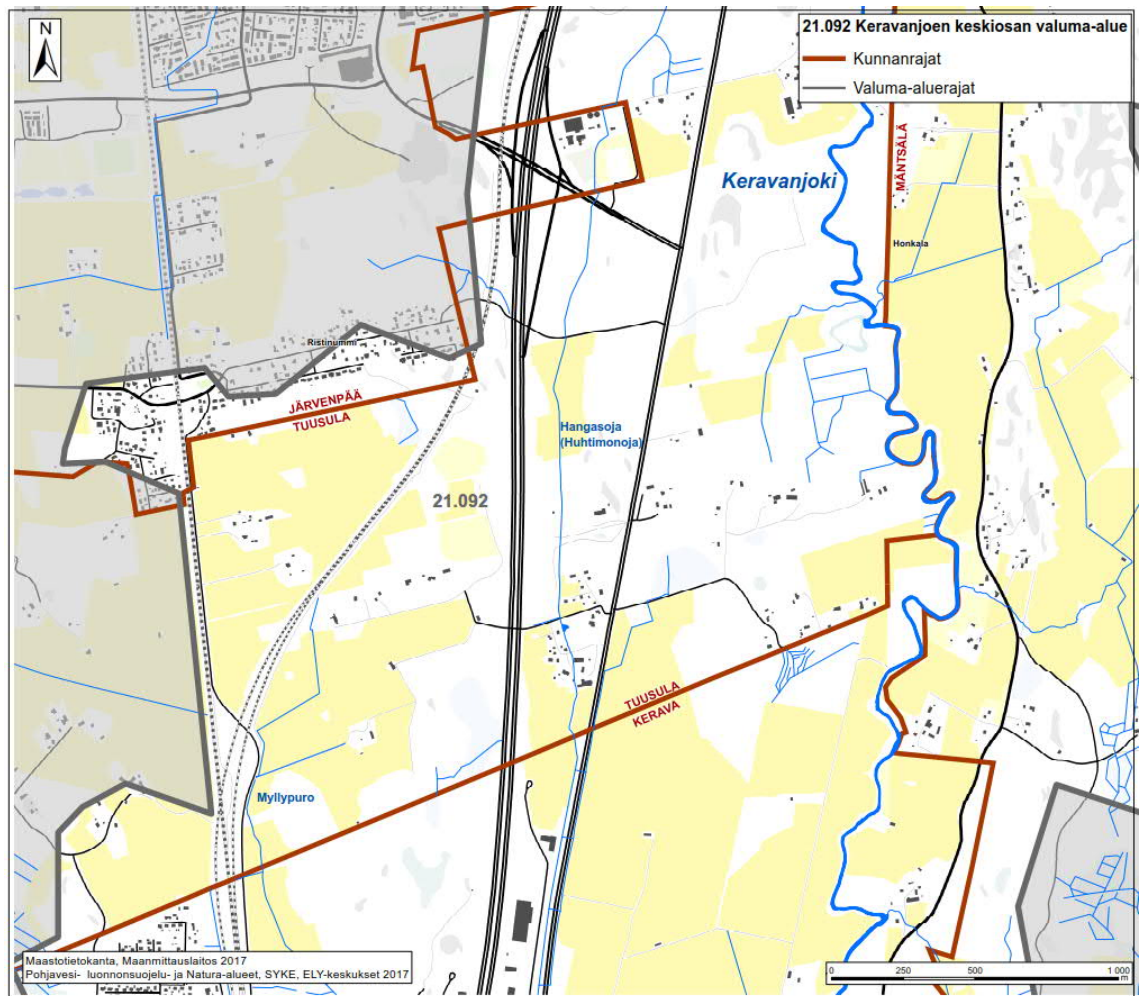 N
21.092 Keravanjoen keskiosan valuma-alue
Kunnanrajat
Valuma-aluerajat
Keravanjoki
MÄNTSÄLÄ
Honkala
Ristinummi
JÄRVENPÄÄ
TUUSULA
Hangasoja
(Huhtimonoja)
21.092
TUUSULA
KERAVA
Myllypuro
Maastotietokanta, Maanmittauslaitos 2017
Pohjavesi- luonnonsuojelu- ja Natura-alueet, SYKE, ELY-keskukset 2017
0 250 500 1 000
m